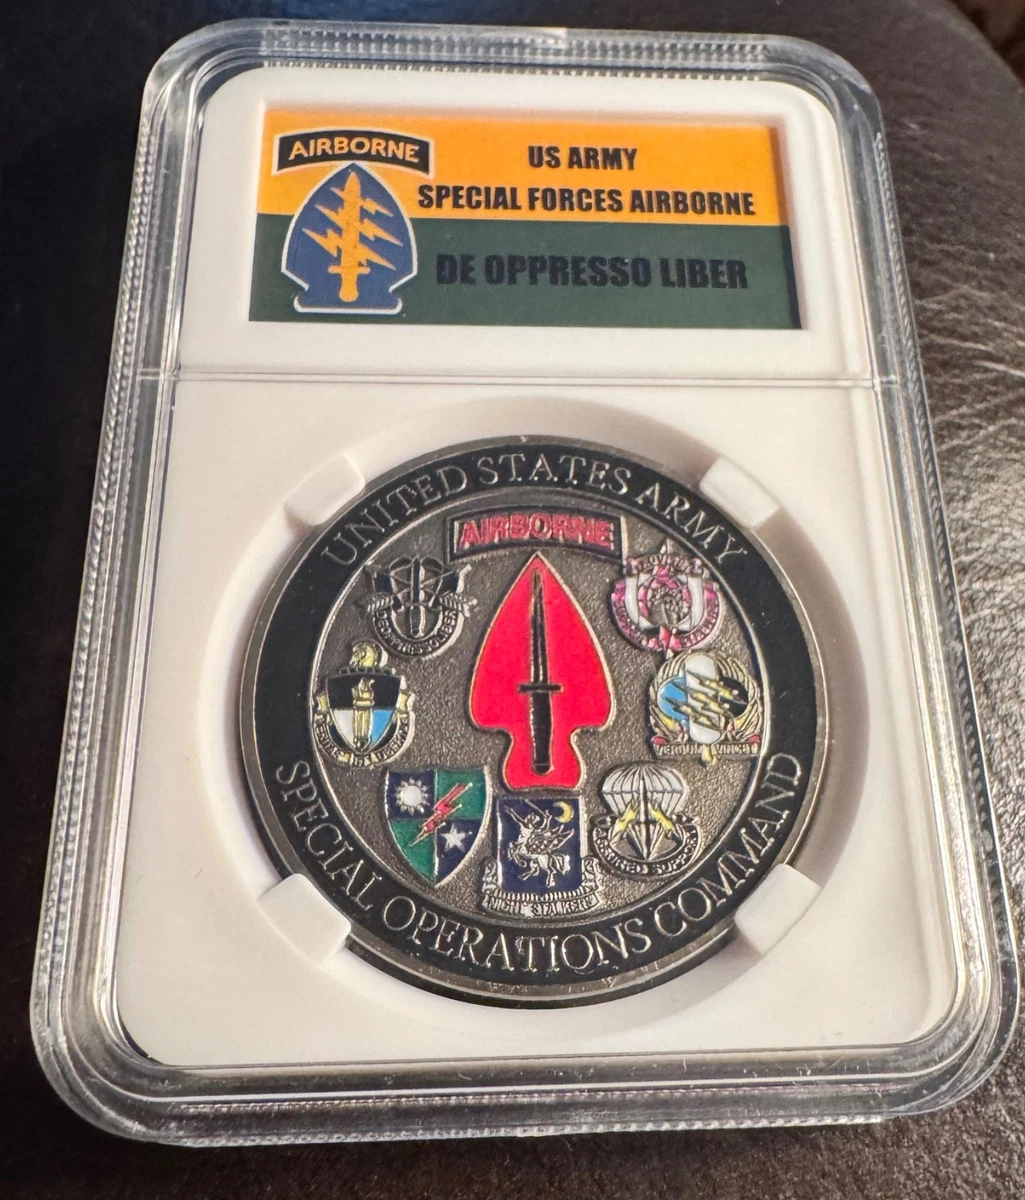 AIRBORNE
US ARMY
SPECIAL FORCES AIRBORNE
DE OPPRESSO LIBER
UNITED STATES ARMY
AIRBORNE
NIGHT STALKERS
SPECIAL OPERATIONS COMMAND